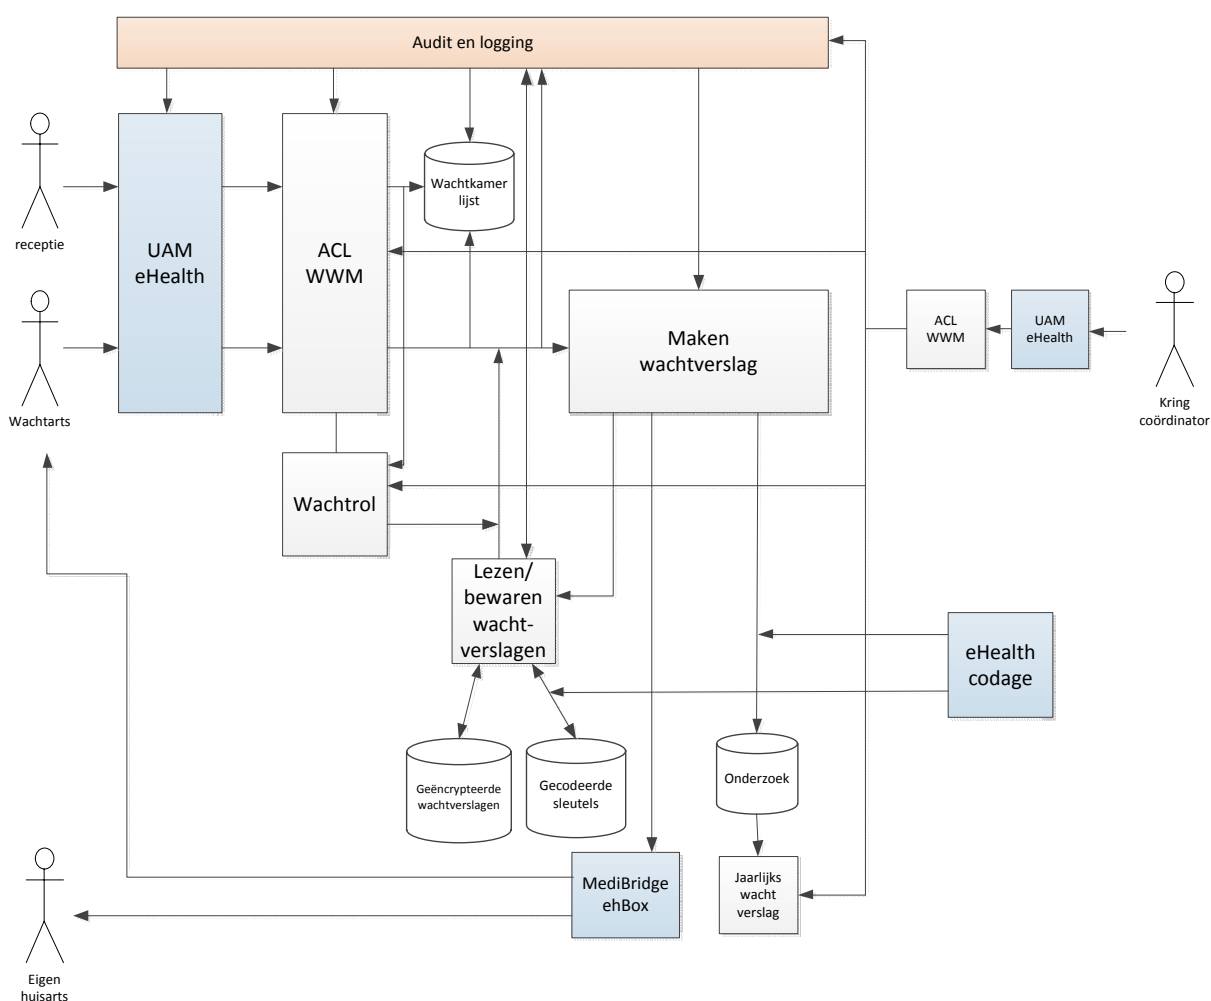 Audit en logging
receptie
UAM
eHealth
ACL
WWM
Wachtkamer
lijst
Wachtarts
Maken
wachtverslag
ACL
WWM
UAM
eHealth
Kring
coördinator
Wachtrol
Lezen/
bewaren
wacht-
verslagen
eHealth
codage
Geëncrypteerde
wachtverslagen
Gecodeerde
sleutels
Onderzoek
MediBridge
ehBox
Jaarlijks
wacht
verslag
Eigen
huisarts